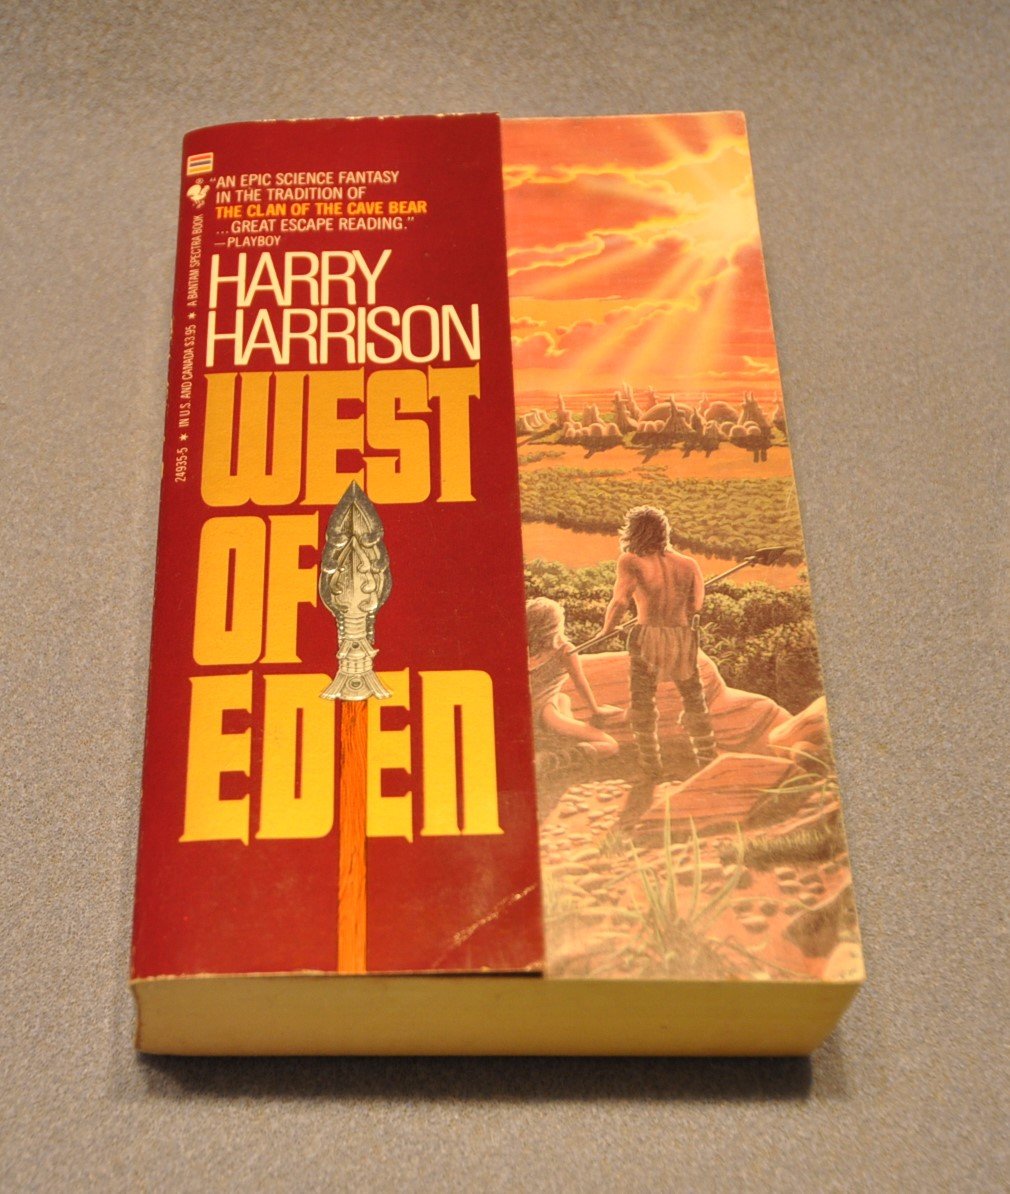 "AN EPIC SCIENCE FANTASY
IN THE TRADITION OF
THE CLAN OF THE CAVE BEAR
...GREAT ESCAPE READING."
—PLAYBOY
HARRY
HARRISON
WEST
OF
EDEN
24935-5 * IN U.S. AND CANADA $3.95 * A BANTAM SPECTRA BOOK